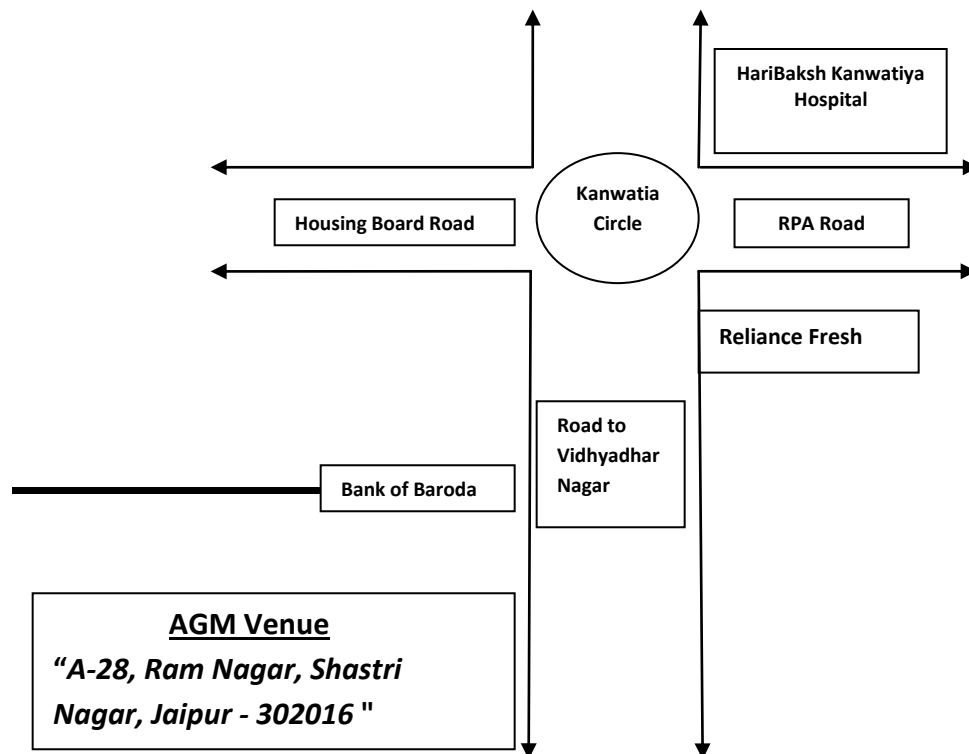 HariBaksh Kanwatiya
Hospital
Kanwatia
Circle
Housing Board Road
RPA Road
Reliance Fresh
Road to
Vidhyadhar
Nagar
Bank of Baroda
AGM Venue
“A-28, Ram Nagar, Shastri
Nagar, Jaipur - 302016 "